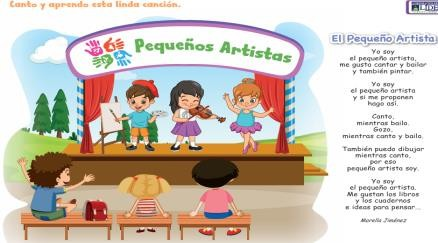 Canto y aprendo esta linda canción.
LIDS
Pequeños Artistas
El Pequeño Artista
Yo soy
el pequeño artista,
me gusta cantar y bailar
y también pintar.
Yo soy
el pequeño artista
y si me proponen
hago así.
Canto,
mientras bailo.
Gozo,
mientras canto y bailo.
También puedo dibujar
mientras canto,
por eso
pequeño artista soy.
Yo soy
el pequeño artista.
Me gustan los libros
y los cuadernos
e ideas para pensar...
Morelia Jiménez